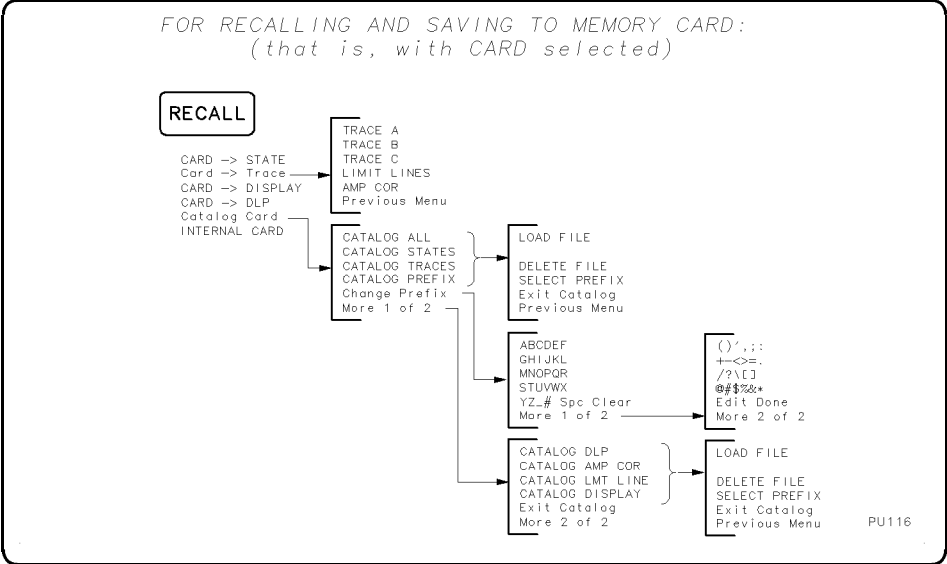 FOR RECALLING AND SAVING TO MEMORY CARD:
(that is, with CARD selected)
RECALL
CARD -> STATE
Card -> Trace
CARD -> DISPLAY
CARD -> DLP
Catalog Card
INTERNAL CARD
TRACE A
TRACE B
TRACE C
LIMIT LINES
AMP COR
Previous Menu
CATALOG ALL
CATALOG STATES
CATALOG TRACES
CATALOG PREFIX
Change Prefix
More 1 of 2
LOAD FILE
DELETE FILE
SELECT PREFIX
Exit Catalog
Previous Menu
ABCDEF
GHIJKL
MNOPQR
STUVWX
YZ_# Spc Clear
More 1 of 2
()',;:
+-<>=.
/?\[]
@#$%&*
Edit Done
More 2 of 2
CATALOG DLP
CATALOG AMP COR
CATALOG LMT LINE
CATALOG DISPLAY
Exit Catalog
More 2 of 2
LOAD FILE
DELETE FILE
SELECT PREFIX
Exit Catalog
Previous Menu
PU116